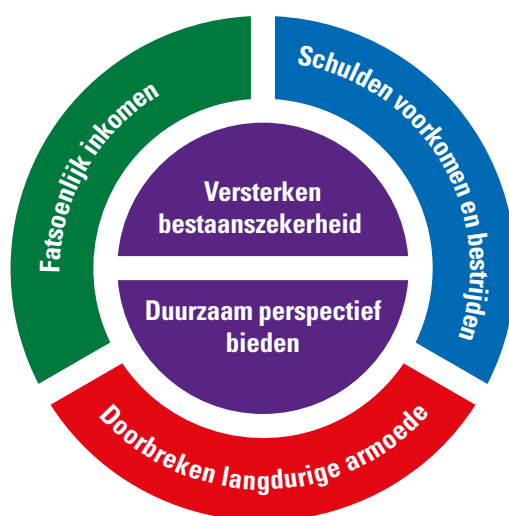 Fatsoenlijk inkomen
Schulden voorkomen en bestrijden
Versterken
bestaanszekerheid
Duurzaam perspectief
bieden
Doorbreken langdurige armoede